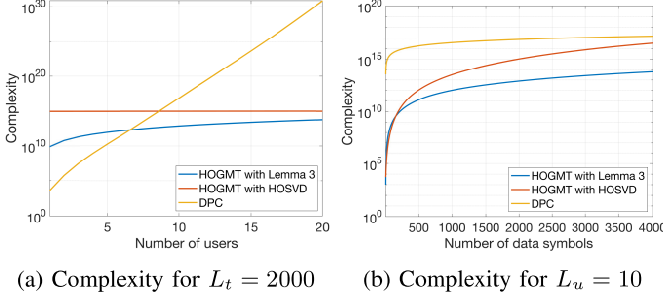 10^30
10^20
10^10
10^0
Complexity
5
10
15
20
Number of users
HOGMT with Lemma 3
HOGMT with HOSVD
DPC
(a) Complexity for L_t = 2000
10^20
10^15
10^10
10^5
10^0
Complexity
500 1000 1500 2000 2500 3000 3500 4000
Number of data symbols
HOGMT with Lemma 3
HOGMT with HOSVD
DPC
(b) Complexity for L_u = 10